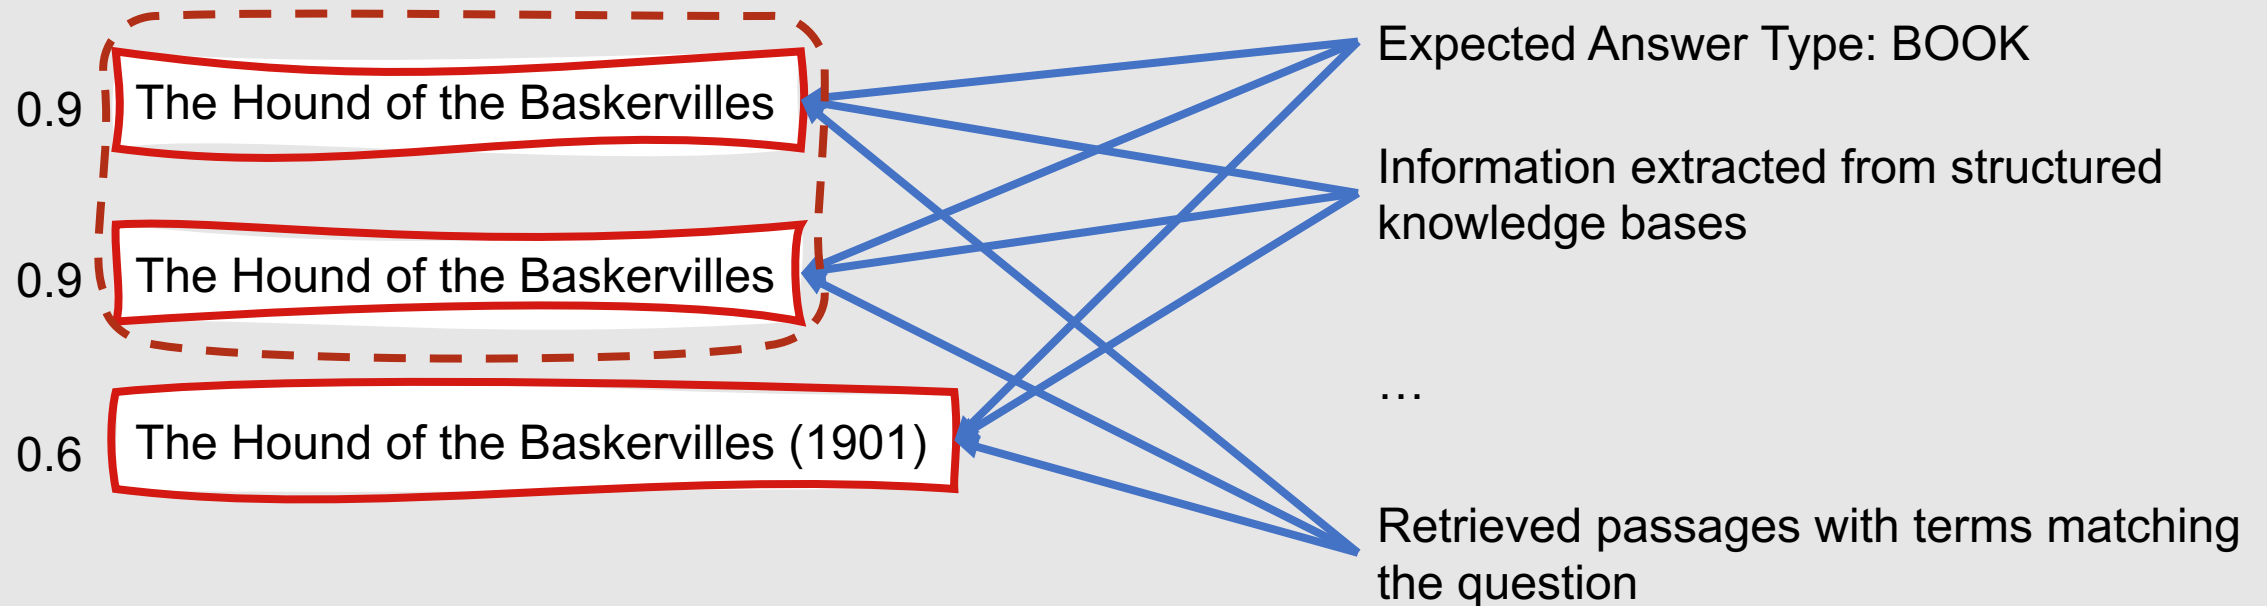 0.9
The Hound of the Baskervilles
0.9
The Hound of the Baskervilles
0.6
The Hound of the Baskervilles (1901)
Expected Answer Type: BOOK
Information extracted from structured
knowledge bases
…
Retrieved passages with terms matching
the question